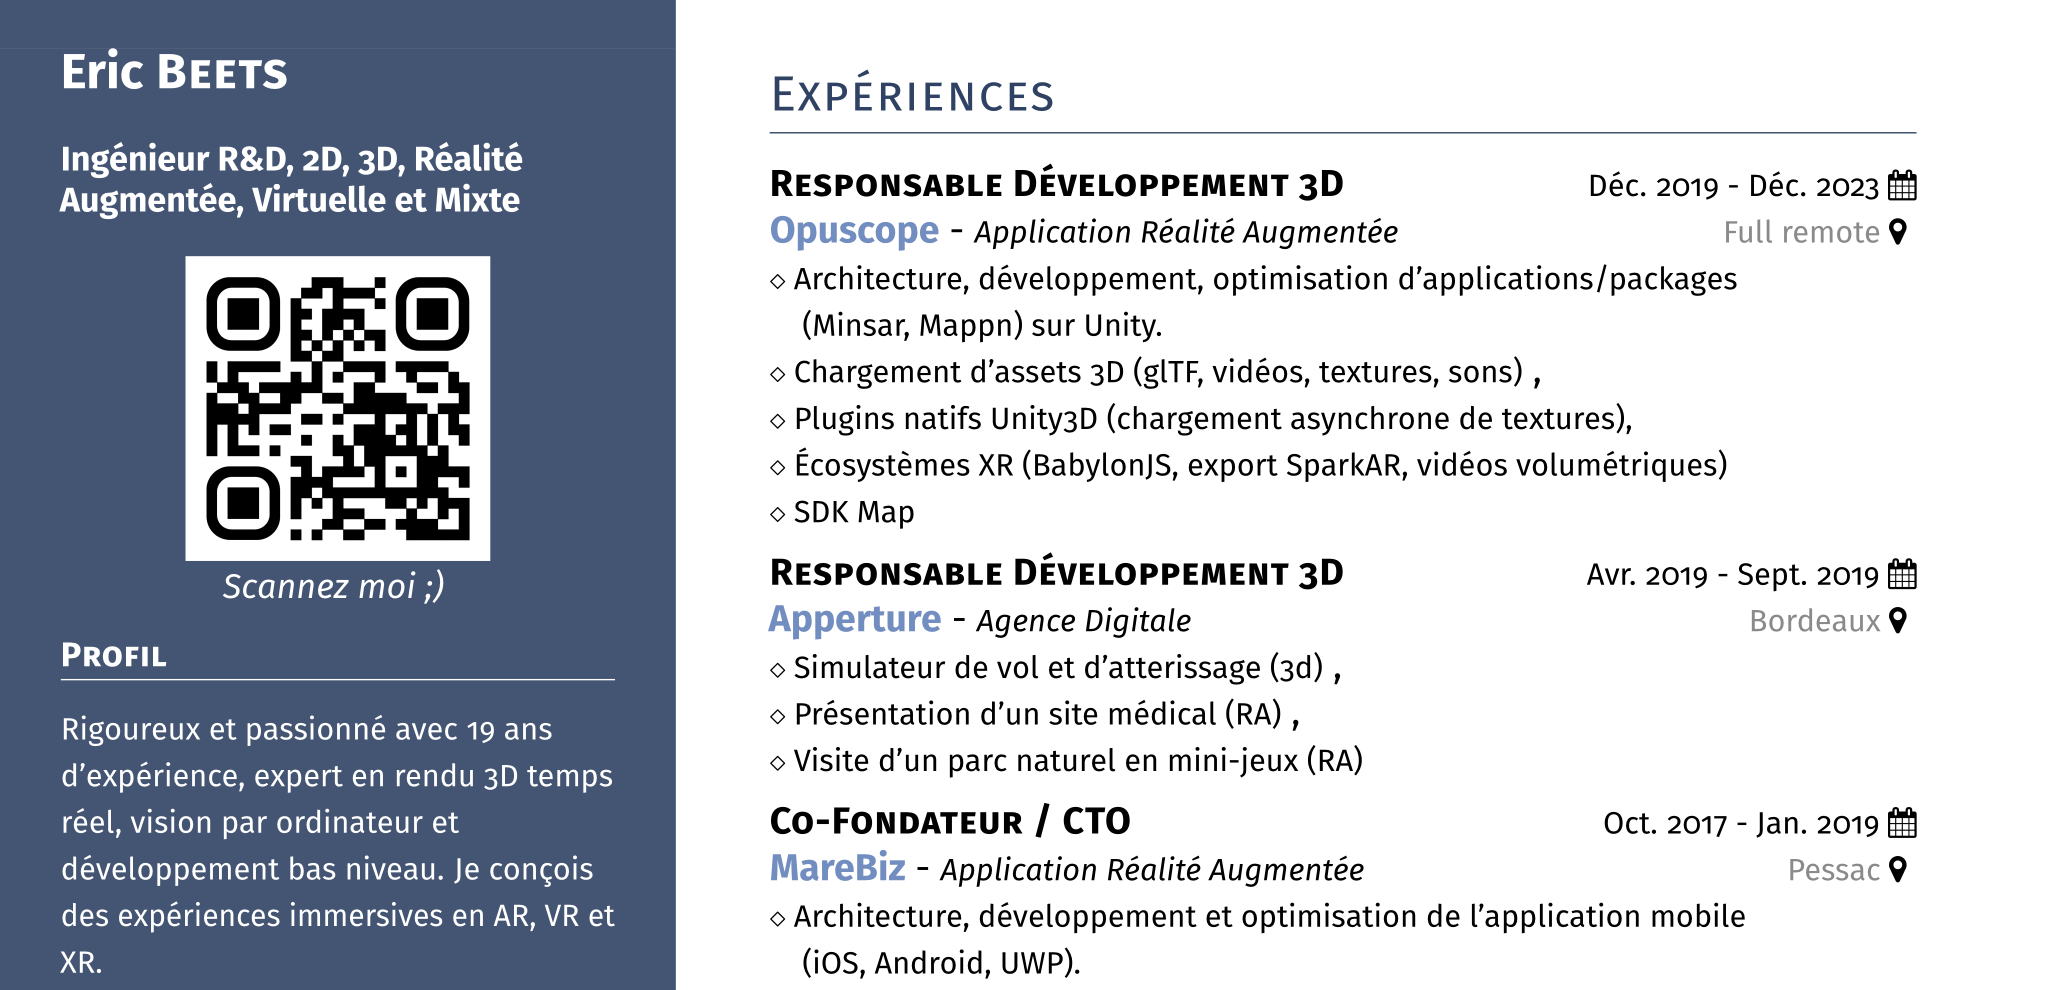 Eric Beets
Ingénieur R&D, 2D, 3D, Réalité
Augmentée, Virtuelle et Mixte
Scannez moi ;)
Profil
Rigoureux et passionné avec 19 ans
d’expérience, expert en rendu 3D temps
réel, vision par ordinateur et
développement bas niveau. Je conçois
des expériences immersives en AR, VR et
XR.
Expériences
Responsable Développement 3D Déc. 2019 - Déc. 2023
Opuscope - Application Réalité Augmentée Full remote
◇ Architecture, développement, optimisation d’applications/packages
(Minsar, Mappn) sur Unity.
◇ Chargement d’assets 3D (glTF, vidéos, textures, sons) ,
◇ Plugins natifs Unity3D (chargement asynchrone de textures),
◇ Écosystèmes XR (BabylonJS, export SparkAR, vidéos volumétriques)
◇ SDK Map
Responsable Développement 3D Avr. 2019 - Sept. 2019
Apperture - Agence Digitale Bordeaux
◇ Simulateur de vol et d’atterissage (3d) ,
◇ Présentation d’un site médical (RA) ,
◇ Visite d’un parc naturel en mini-jeux (RA)
Co-Fondateur / CTO Oct. 2017 - Jan. 2019
MareBiz - Application Réalité Augmentée Pessac
◇ Architecture, développement et optimisation de l’application mobile
(iOS, Android, UWP).